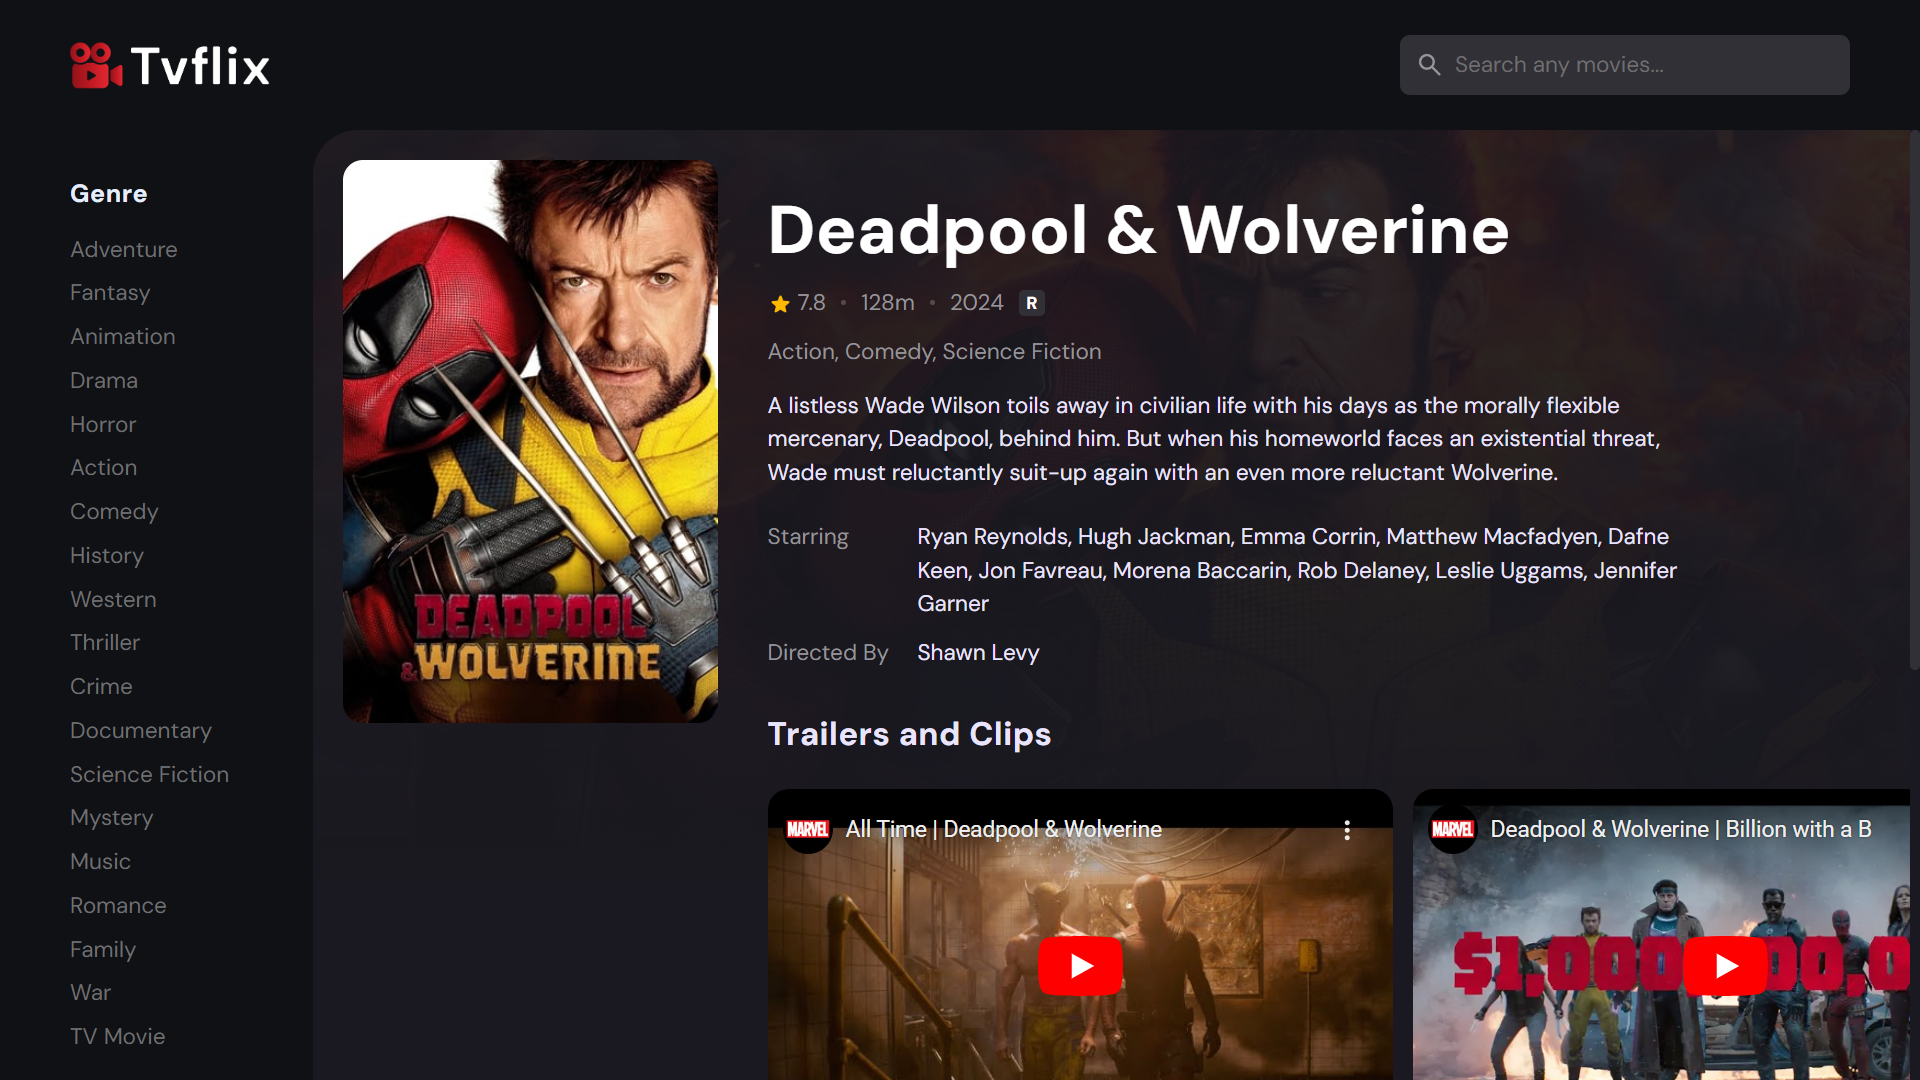 Tvflix
Search any movies...
Genre
Adventure
Fantasy
Animation
Drama
Horror
Action
Comedy
History
Western
Thriller
Crime
Documentary
Science Fiction
Mystery
Music
Romance
Family
War
TV Movie
DEADPOOL
&WOLVERINE
Deadpool & Wolverine
7.8 • 128m • 2024 R
Action, Comedy, Science Fiction
A listless Wade Wilson toils away in civilian life with his days as the morally flexible
mercenary, Deadpool, behind him. But when his homeworld faces an existential threat,
Wade must reluctantly suit-up again with an even more reluctant Wolverine.
Starring
Ryan Reynolds, Hugh Jackman, Emma Corrin, Matthew Macfadyen, Dafne
Keen, Jon Favreau, Morena Baccarin, Rob Delaney, Leslie Uggams, Jennifer
Garner
Directed By
Shawn Levy
Trailers and Clips
MARVEL
All Time | Deadpool & Wolverine
MARVEL
Deadpool & Wolverine | Billion with a B